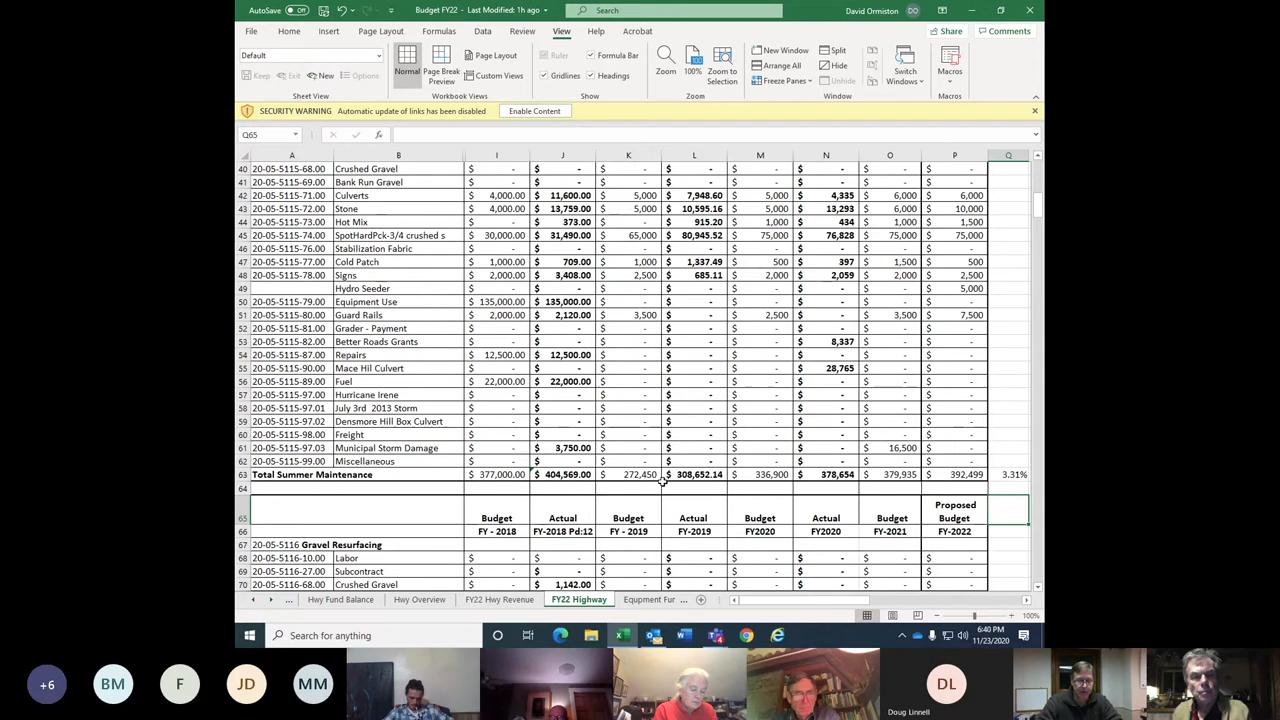 AutoSave Off Budget FY22 - Last Modified: 1h ago Search David Ormiston DO
File Home Insert Page Layout Formulas Data Review View Help Acrobat Share Comments
Default
Keep Exit New Options
Sheet View
Normal Page Break Preview Page Layout Custom Views
Workbook Views
Ruler Formula Bar
Gridlines Headings
Show
Zoom 100% Zoom to Selection
Zoom
New Window Split
Arrange All Hide
Freeze Panes Unhide
Switch Windows
Window
Macros
Macros
SECURITY WARNING Automatic update of links has been disabled Enable Content
Q65 fx
A B I J K L M N O P Q
40 20-05-5115-68.00 Crushed Gravel $ - $ - $ - $ - $ - $ - $ - $ -
41 20-05-5115-69.00 Bank Run Gravel $ - $ - $ - $ - $ - $ - $ - $ -
42 20-05-5115-71.00 Culverts $ 4,000.00 $ 11,600.00 $ 5,000 $ 7,948.60 $ 5,000 $ 4,335 $ 6,000 $ 6,000
43 20-05-5115-72.00 Stone $ 4,000.00 $ 13,759.00 $ 5,000 $ 10,595.16 $ 5,000 $ 13,293 $ 6,000 $ 10,000
44 20-05-5115-73.00 Hot Mix $ - $ 373.00 $ - $ 915.20 $ 1,000 $ 434 $ 1,000 $ 1,500
45 20-05-5115-74.00 SpotHardPck-3/4 crushed s $ 30,000.00 $ 31,490.00 $ 65,000 $ 80,945.52 $ 75,000 $ 76,828 $ 75,000 $ 75,000
46 20-05-5115-76.00 Stabilization Fabric $ - $ - $ - $ - $ - $ - $ - $ -
47 20-05-5115-77.00 Cold Patch $ 1,000.00 $ 709.00 $ 1,000 $ 1,337.49 $ 500 $ 397 $ 1,500 $ 500
48 20-05-5115-78.00 Signs $ 2,000.00 $ 3,408.00 $ 2,500 $ 685.11 $ 2,000 $ 2,059 $ 2,000 $ 2,500
49 Hydro Seeder $ - $ - $ - $ - $ - $ - $ - $ 5,000
50 20-05-5115-79.00 Equipment Use $ 135,000.00 $ 135,000.00 $ - $ - $ - $ - $ - $ -
51 20-05-5115-80.00 Guard Rails $ 2,000.00 $ 2,120.00 $ 3,500 $ - $ 2,500 $ - $ 3,500 $ 7,500
52 20-05-5115-81.00 Grader - Payment $ - $ - $ - $ - $ - $ - $ - $ -
53 20-05-5115-82.00 Better Roads Grants $ - $ - $ - $ - $ - $ 8,337 $ - $ -
54 20-05-5115-87.00 Repairs $ 12,500.00 $ 12,500.00 $ - $ - $ - $ - $ - $ -
55 20-05-5115-90.00 Mace Hil Culvert $ - $ - $ - $ - $ - $ 28,765 $ - $ -
56 20-05-5115-89.00 Fuel $ 22,000.00 $ 22,000.00 $ - $ - $ - $ - $ - $ -
57 20-05-5115-97.00 Hurricane Irene $ - $ - $ - $ - $ - $ - $ - $ -
58 20-05-5115-97.01 July 3rd 2013 Storm $ - $ - $ - $ - $ - $ - $ - $ -
59 20-05-5115-97.02 Densmore Hill Box Culvert $ - $ - $ - $ - $ - $ - $ - $ -
60 20-05-5115-98.00 Freight $ - $ - $ - $ - $ - $ - $ - $ -
61 20-05-5115-97.03 Municipal Storm Damage $ - $ 3,750.00 $ - $ - $ - $ - $ 16,500 $ -
62 20-05-5115-99.00 Miscellaneous $ - $ - $ - $ - $ - $ - $ - $ -
63 Total Summer Maintenance $ 377,000.00 $ 404,569.00 $ 272,450 $ 308,652.14 $ 336,900 $ 378,654 $ 379,935 $ 392,499 3.31%
64
65 Budget Actual Budget Actual Budget Actual Budget Proposed Budget
66 FY - 2018 FY-2018 Pd:12 FY - 2019 FY-2019 FY2020 FY2020 FY-2021 FY-2022
67 20-05-5116 Gravel Resurfacing
68 20-05-5116-10.00 Labor $ - $ - $ - $ - $ - $ - $ - $ -
69 20-05-5116-27.00 Subcontract $ - $ - $ - $ - $ - $ - $ - $ -
70 20-05-5116-68.00 Crushed Gravel $ - $ 1,142.00 $ - $ - $ - $ - $ - $ -
... Hwy Fund Balance Hwy Overview FY22 Hwy Revenue FY22 Highway Equpment Fur ...
100%
Search for anything 6:40 PM
11/23/2020
+6 BM F JD MM DL
Doug Linnell